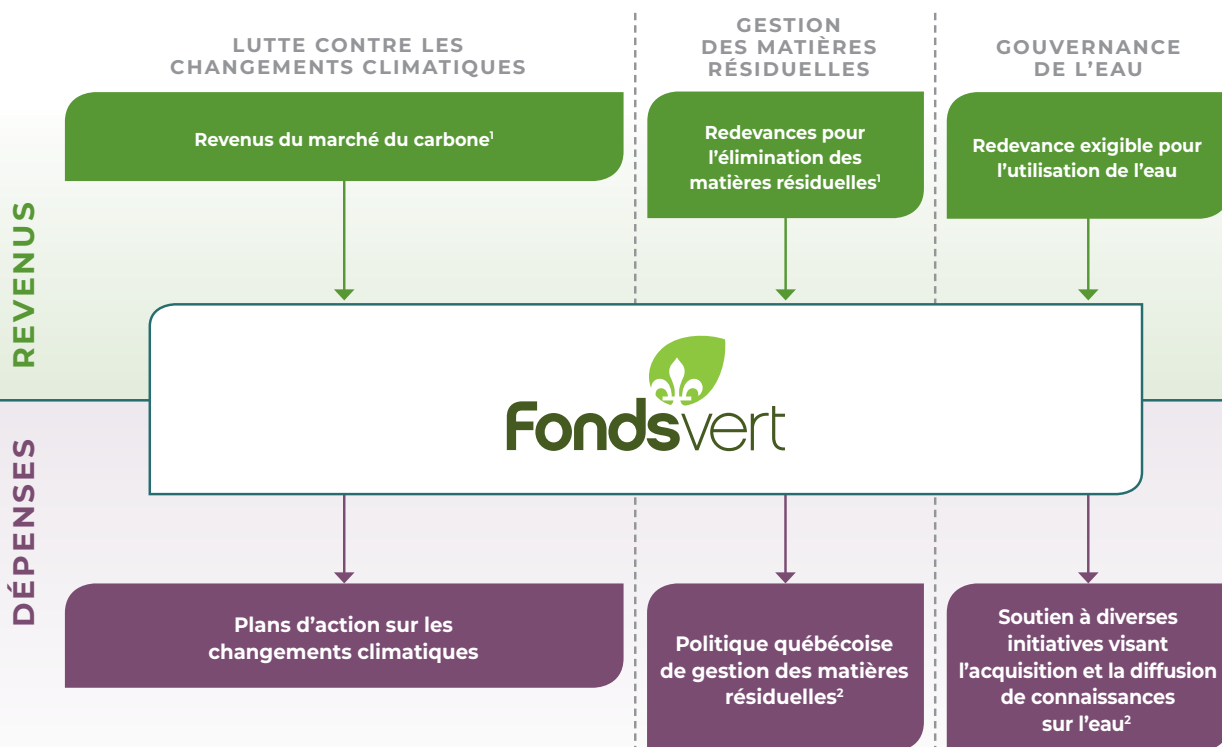 LUTTE CONTRE LES
CHANGEMENTS CLIMATIQUES
GESTION
DES MATIÈRES
RÉSIDUELLES
GOUVERNANCE
DE L'EAU
REVENUS
Revenus du marché du carbone¹
Redevances pour
l'élimination des
matières résiduelles¹
Redevance exigible pour
l'utilisation de l'eau
Fondsvert
DÉPENSES
Plans d'action sur les
changements climatiques
Politique québécoise
de gestion des matières
résiduelles²
Soutien à diverses
initiatives visant
l'acquisition et la diffusion
de connaissances
sur l'eau²